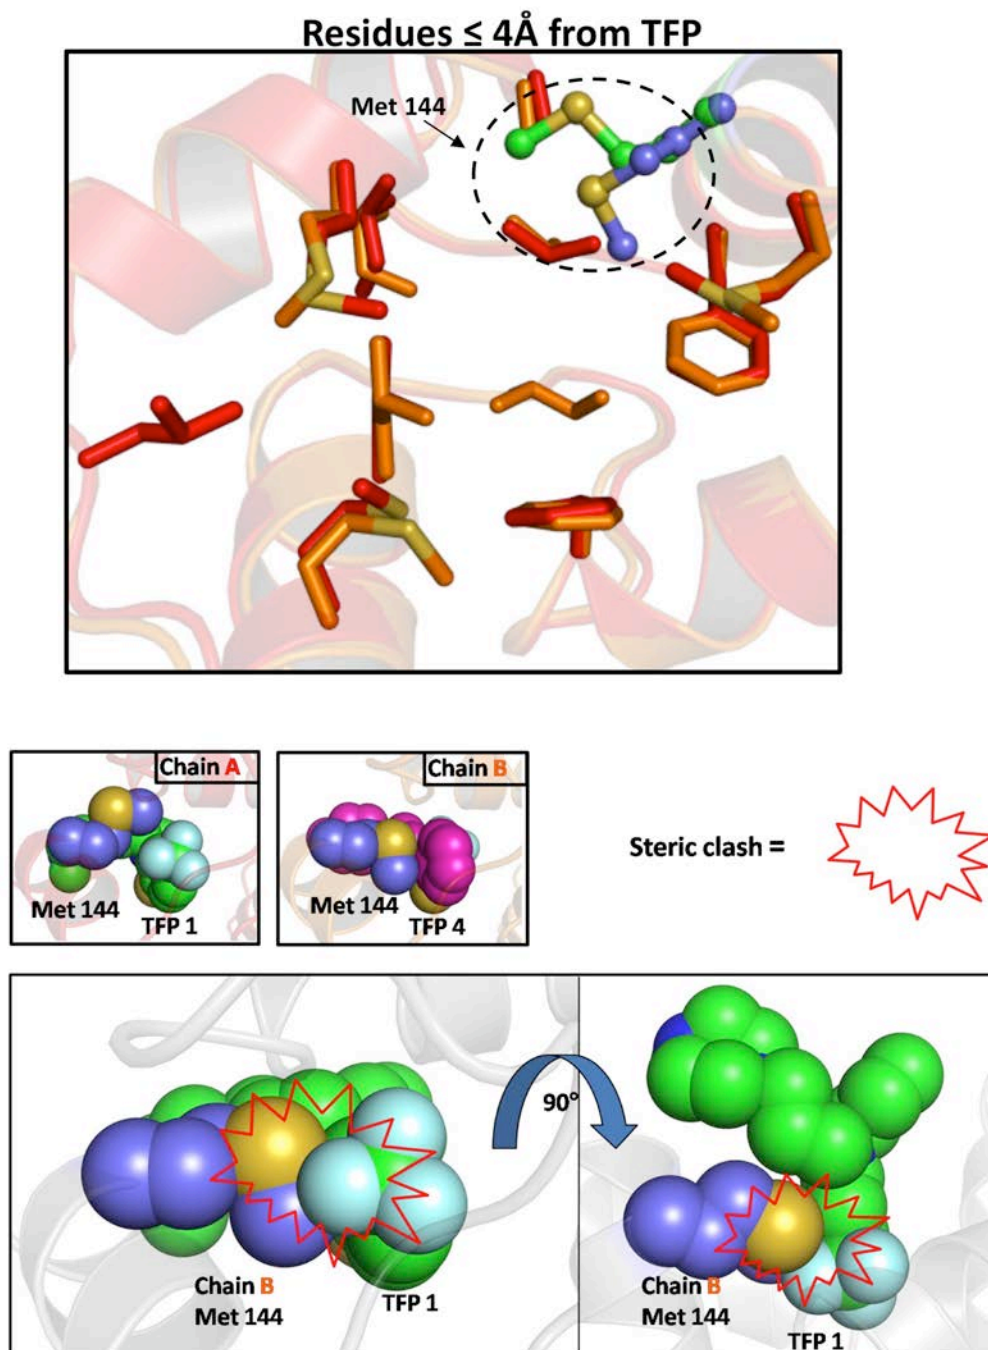 Residues ≤ 4Å from TFP
Met 144
Chain A
Met 144
TFP 1
Chain B
Met 144
TFP 4
Steric clash =
90°
Chain B
Met 144
TFP 1
Chain B
Met 144
TFP 1